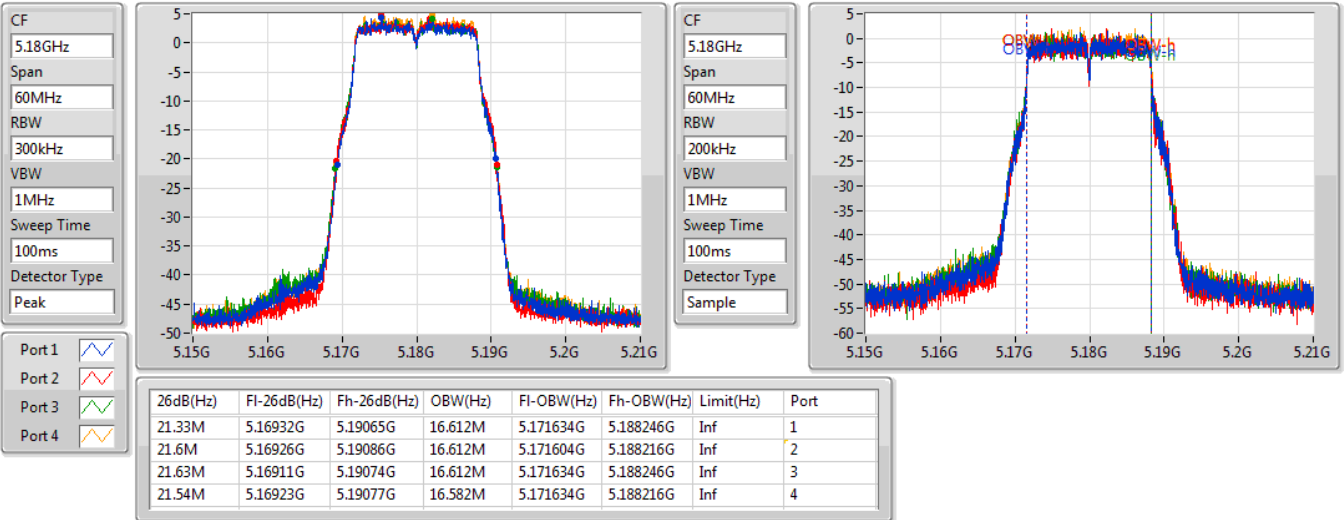 CF
5.18GHz
Span
60MHz
RBW
300kHz
VBW
1MHz
Sweep Time
100ms
Detector Type
Peak
5
0
-5
-10
-15
-20
-25
-30
-35
-40
-45
-50
5.15G 5.16G 5.17G 5.18G 5.19G 5.2G 5.21G
CF
5.18GHz
Span
60MHz
RBW
200kHz
VBW
1MHz
Sweep Time
100ms
Detector Type
Sample
5
0
-5
-10
-15
-20
-25
-30
-35
-40
-45
-50
-55
-60
5.15G 5.16G 5.17G 5.18G 5.19G 5.2G 5.21G
Port 1
Port 2
Port 3
Port 4
26dB(Hz) Fl-26dB(Hz) Fh-26dB(Hz) OBW(Hz) Fl-OBW(Hz) Fh-OBW(Hz) Limit(Hz) Port
21.33M 5.16932G 5.19065G 16.612M 5.171634G 5.188246G Inf 1
21.6M 5.16926G 5.19086G 16.612M 5.171604G 5.188216G Inf 2
21.63M 5.16911G 5.19074G 16.612M 5.171634G 5.188246G Inf 3
21.54M 5.16923G 5.19077G 16.582M 5.171634G 5.188216G Inf 4